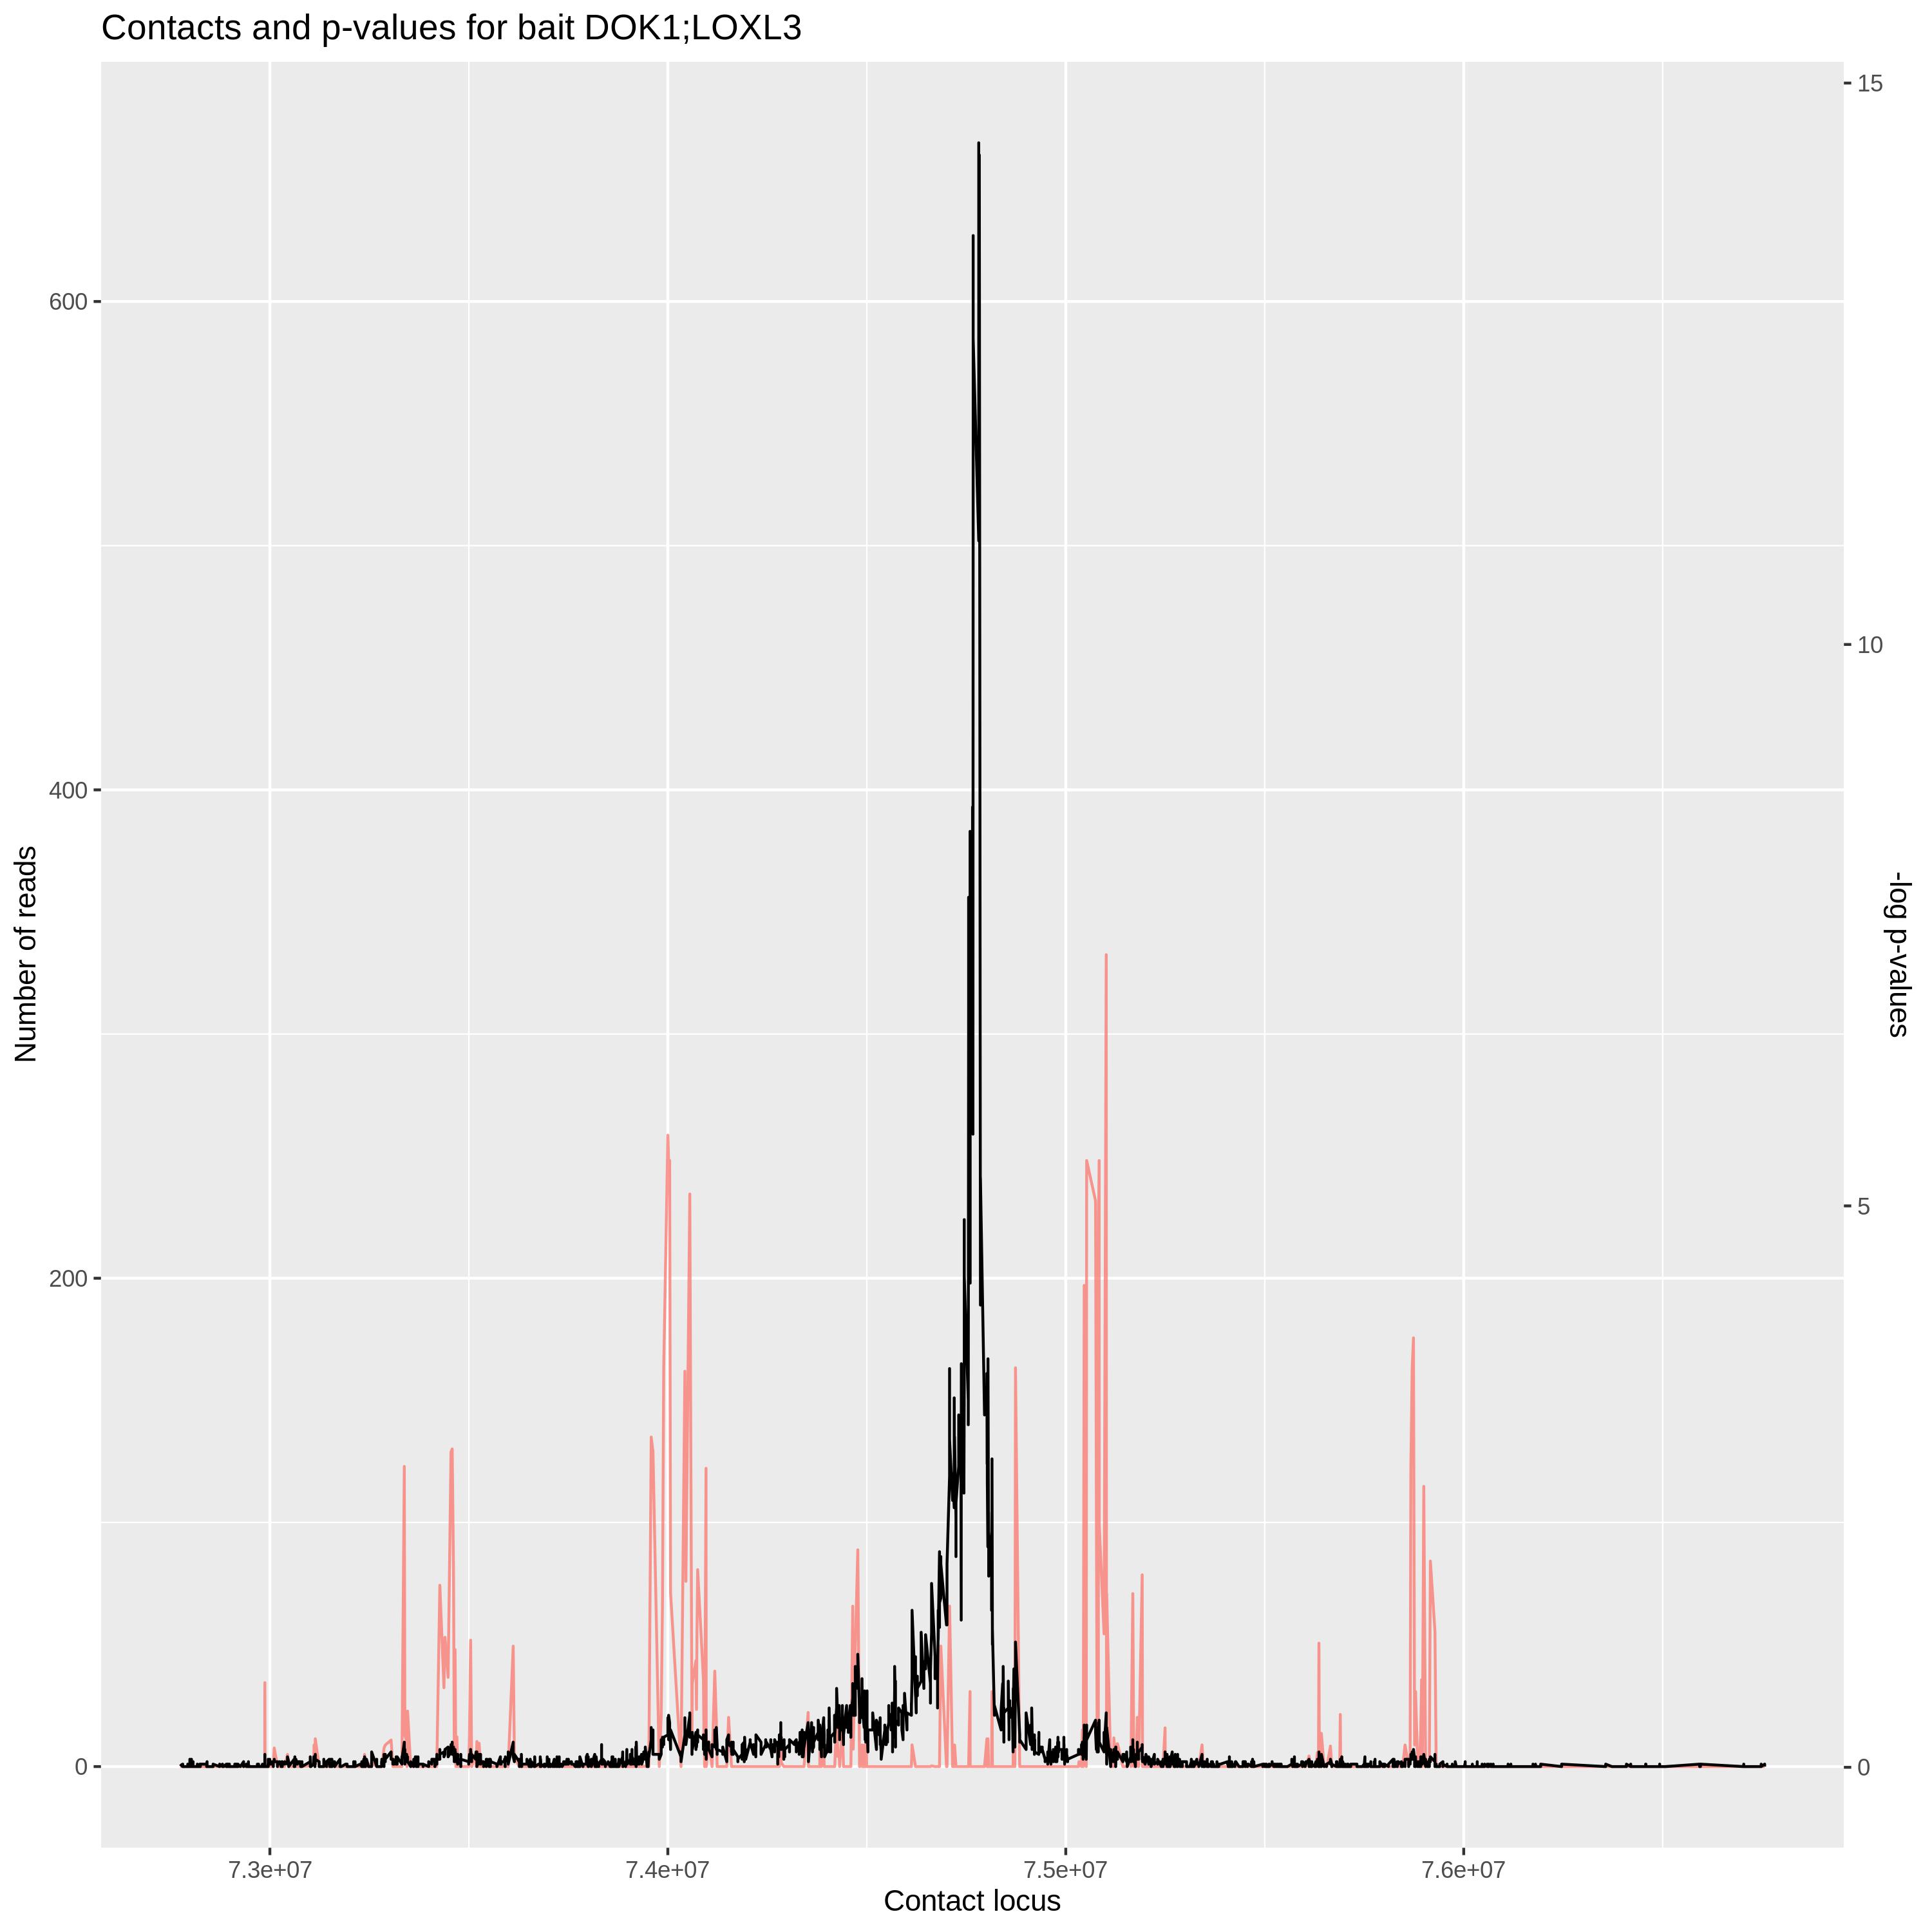 Contacts and p-values for bait DOK1;LOXL3
15
600
10
400
Number of reads
-log p-values
5
200
0
0
7.3e+07
7.4e+07
7.5e+07
7.6e+07
Contact locus